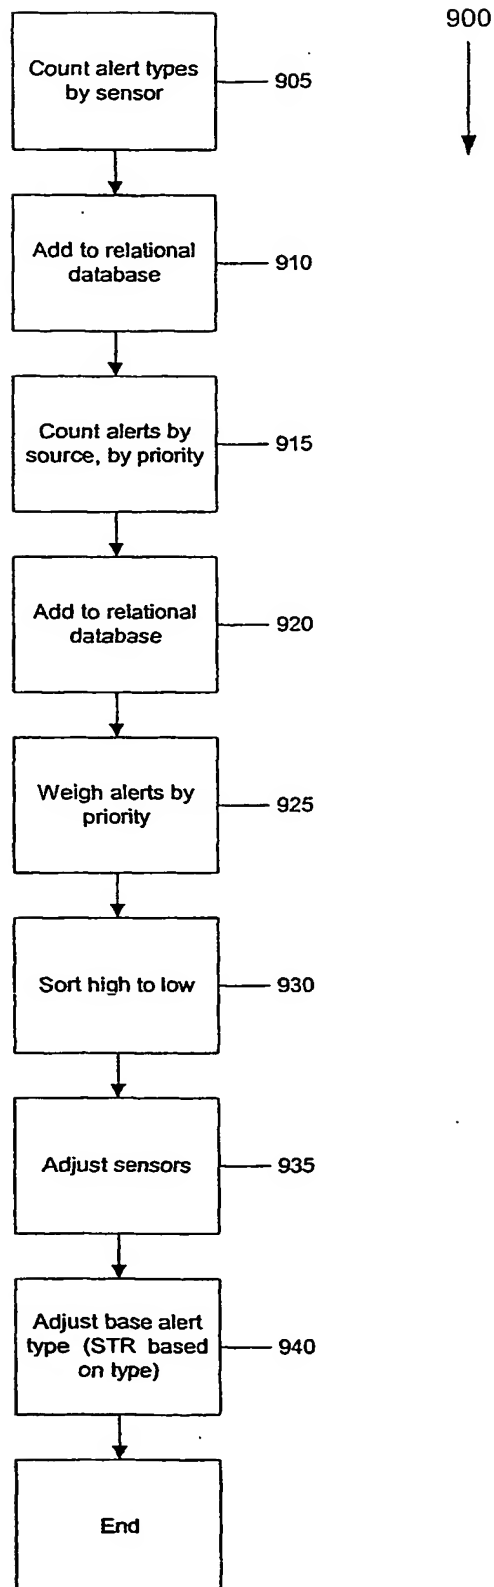 900
Count alert types
by sensor
905
Add to relational
database
910
Count alerts by
source, by priority
915
Add to relational
database
920
Weigh alerts by
priority
925
Sort high to low
930
Adjust sensors
935
Adjust base alert
type (STR based
on type)
940
End